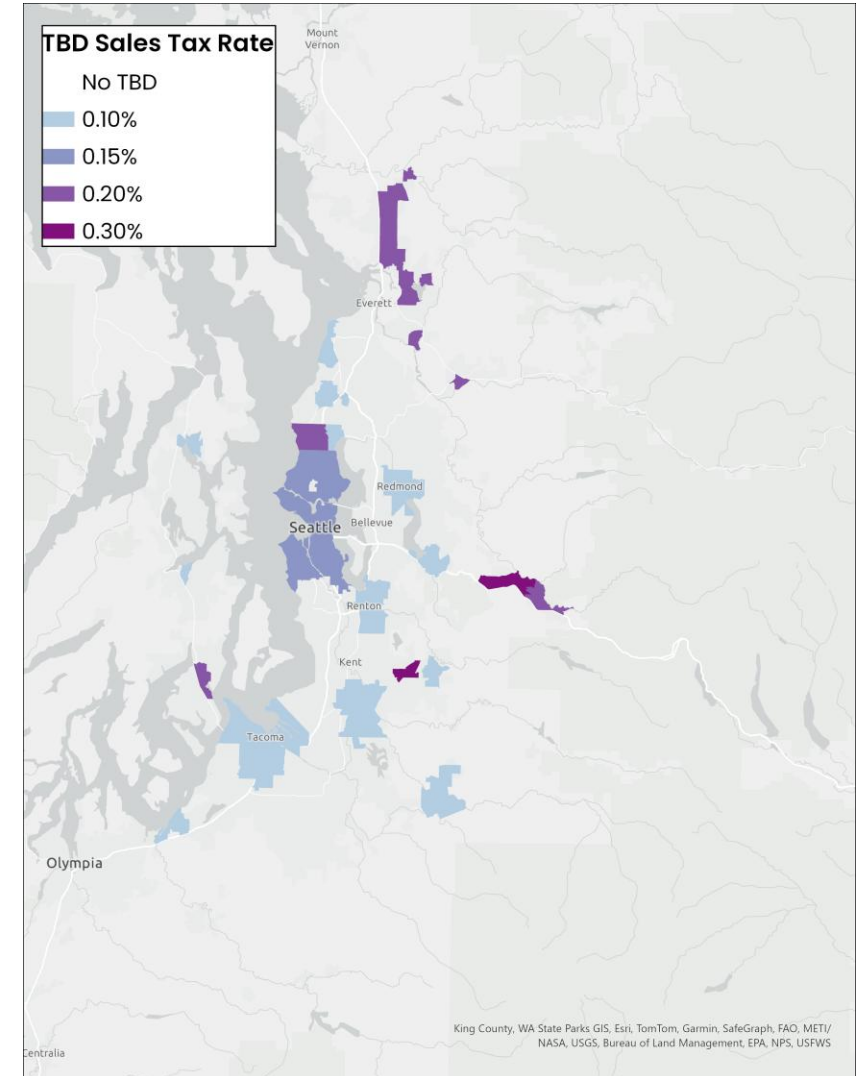 TBD Sales Tax Rate
No TBD
0.10%
0.15%
0.20%
0.30%
Mount
Vernon
Everett
Redmond
Seattle
Bellevue
Renton
Kent
Tacoma
Olympia
King County, WA State Parks GIS, Esri, TomTom, Garmin, SafeGraph, FAO, METI/
NASA, USGS, Bureau of Land Management, EPA, NPS, USFWS
entralia